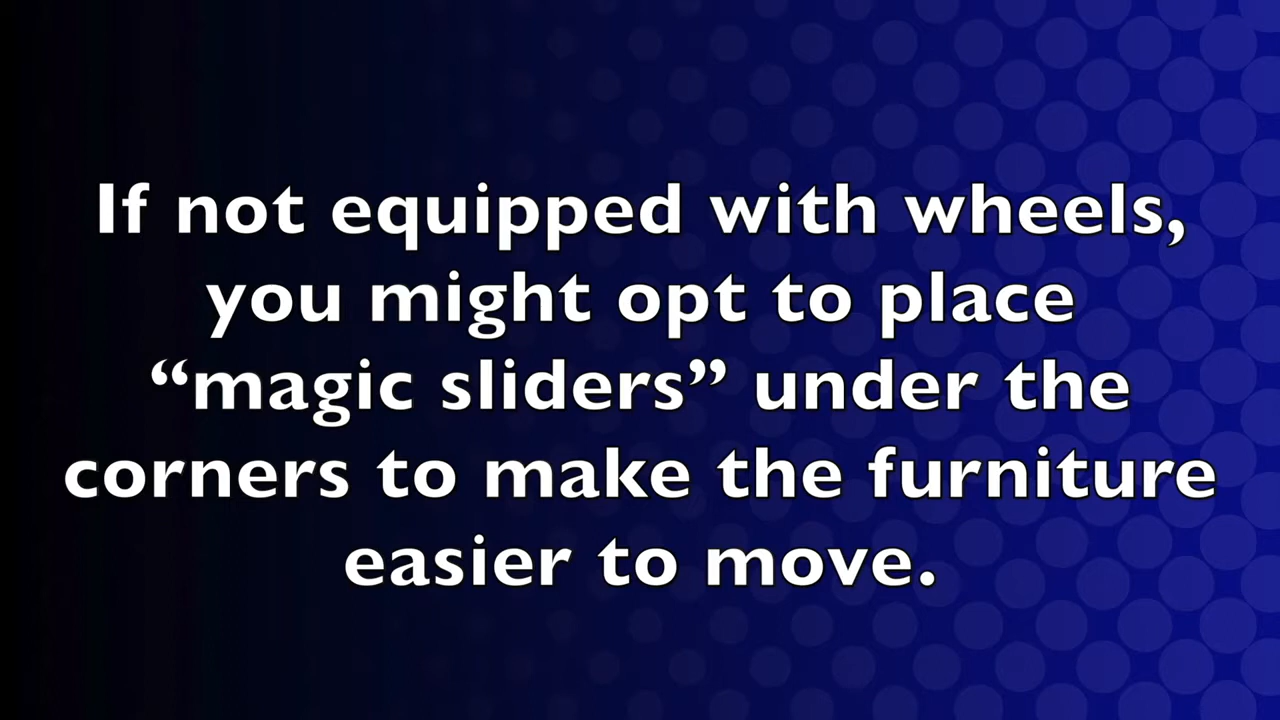 If not equipped with wheels,
you might opt to place
“magic sliders” under the
corners to make the furniture
easier to move.